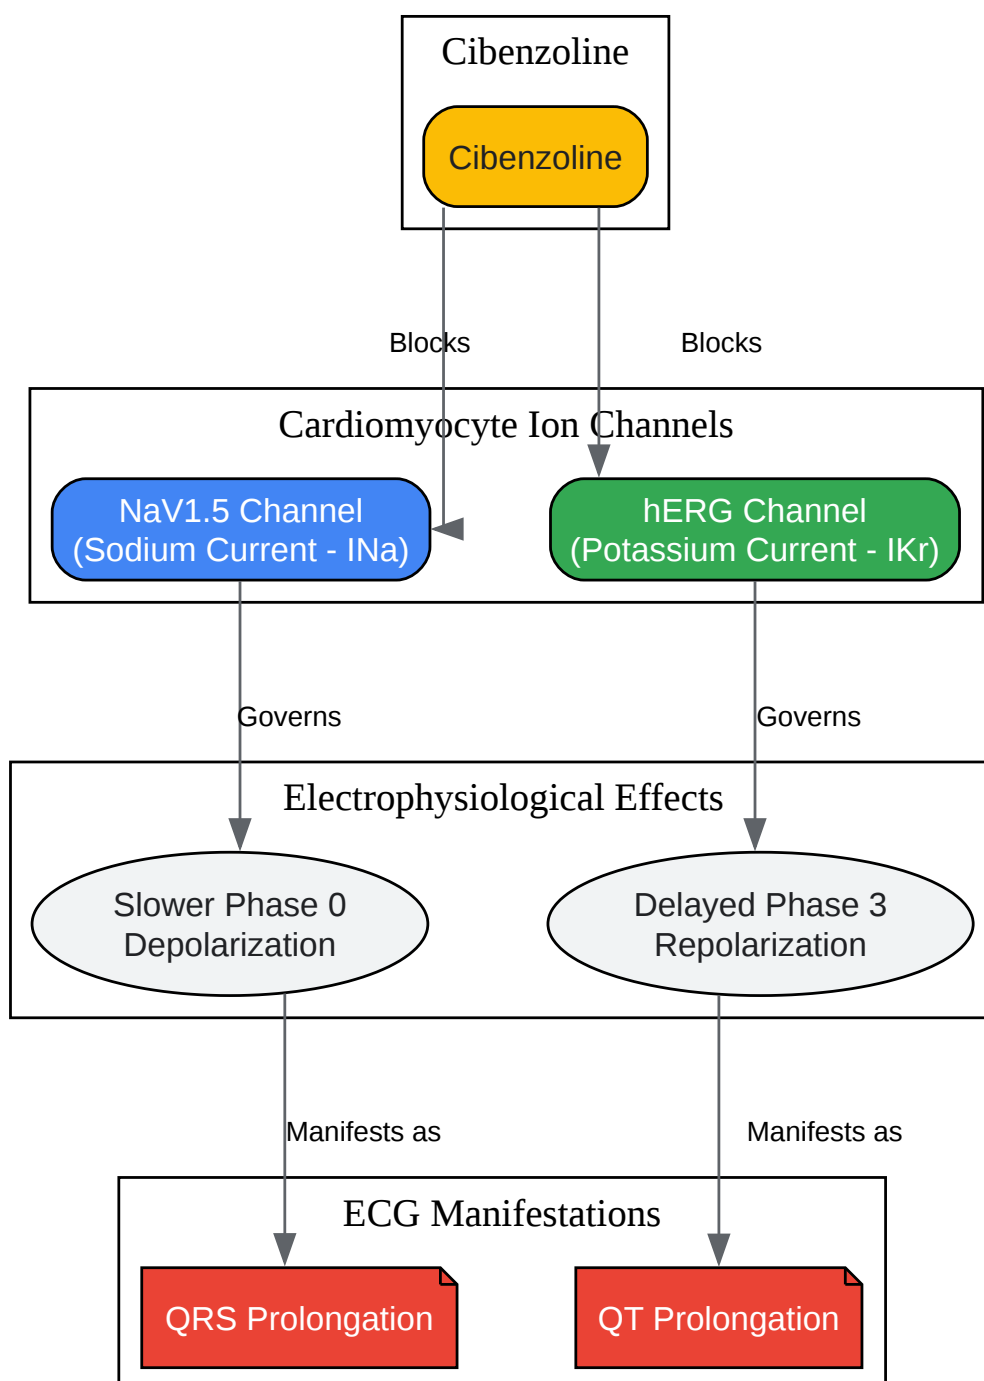 Cibenzoline
Cibenzoline
Blocks
Blocks
Cardiomyocyte Ion Channels
NaV1.5 Channel
(Sodium Current - INa)
hERG Channel
(Potassium Current - IKr)
Governs
Governs
Electrophysiological Effects
Slower Phase 0
Depolarization
Delayed Phase 3
Repolarization
Manifests as
Manifests as
ECG Manifestations
QRS Prolongation
QT Prolongation